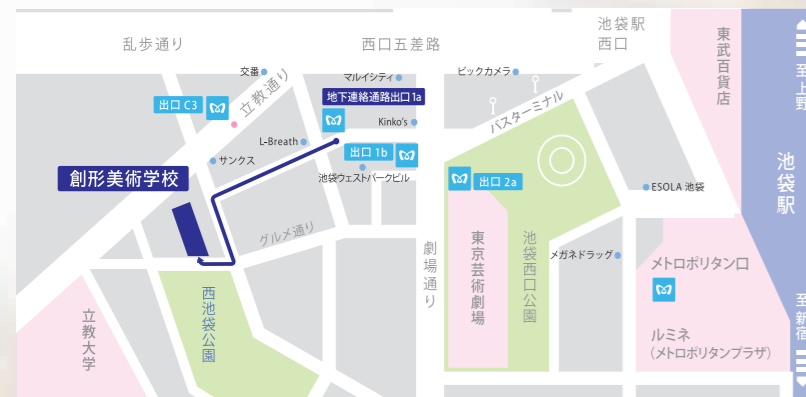 乱歩通り
西口五差路
池袋駅
西口
東武百貨店
至上野
交番
立教通り
マルイシティ
ビックカメラ
地下連絡通路出口1a
出口 C3
バスターミナル
Kinko's
L-Breath
出口 1b
サンクス
創形美術学校
池袋ウェストパークビル
出口 2a
ESOLA 池袋
池袋駅
グルメ通り
劇場通り
東京芸術劇場
池袋西口公園
メガネドラッグ
メトロポリタン口
西池袋公園
立教大学
ルミネ
（メトロポリタンプラザ）
至新宿